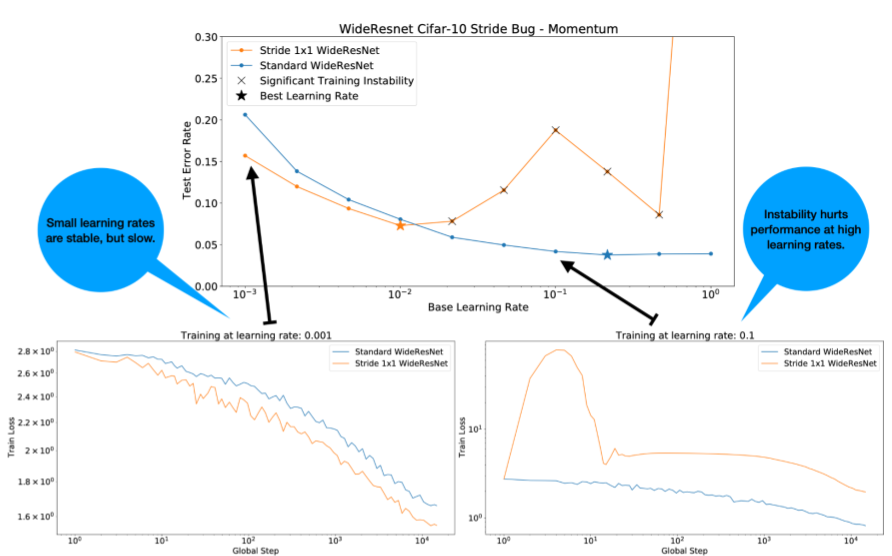 WideResnet Cifar-10 Stride Bug - Momentum
0.30
0.25
0.20
0.15
0.10
0.05
0.00
Test Error Rate
Stride 1x1 WideResNet
Standard WideResNet
Significant Training Instability
Best Learning Rate
10⁻³
10⁻²
10⁻¹
10⁰
Base Learning Rate
Small learning rates
are stable, but slow.
Instability hurts
performance at high
learning rates.
Training at learning rate: 0.001
2.8 × 10⁰
2.6 × 10⁰
2.4 × 10⁰
2.2 × 10⁰
2 × 10⁰
1.8 × 10⁰
1.6 × 10⁰
Train Loss
Standard WideResNet
Stride 1x1 WideResNet
10⁰
10¹
10²
10³
10⁴
Global Step
Training at learning rate: 0.1
10¹
10⁰
Train Loss
Standard WideResNet
Stride 1x1 WideResNet
10⁰
10¹
10²
10³
10⁴
Global Step